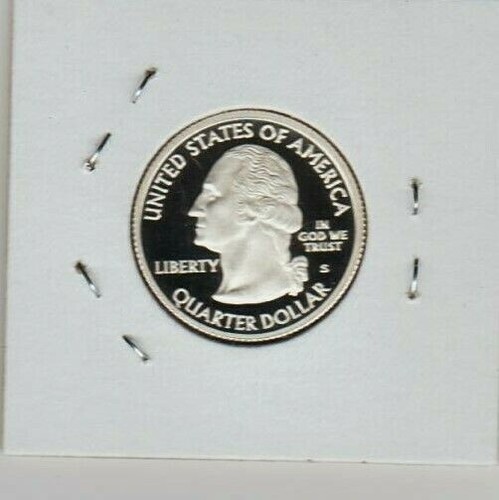 UNITED STATES OF AMERICA
IN
GOD WE
TRUST
LIBERTY
S
QUARTER DOLLAR